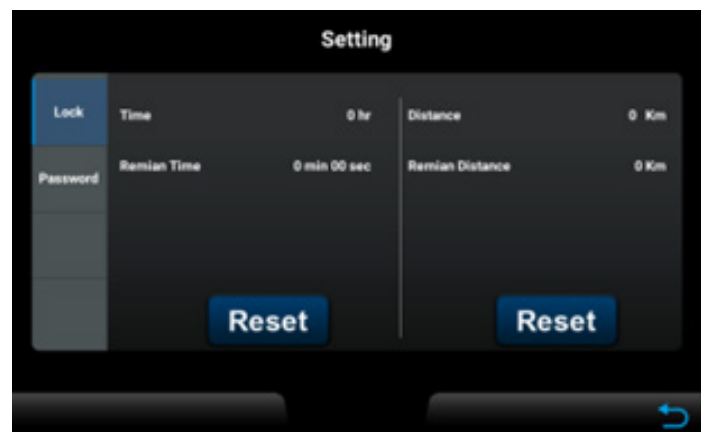 Setting
Lock
Time 0 hr
Distance 0 Km
Password
Remian Time 0 min 00 sec
Remian Distance 0 Km
Reset
Reset